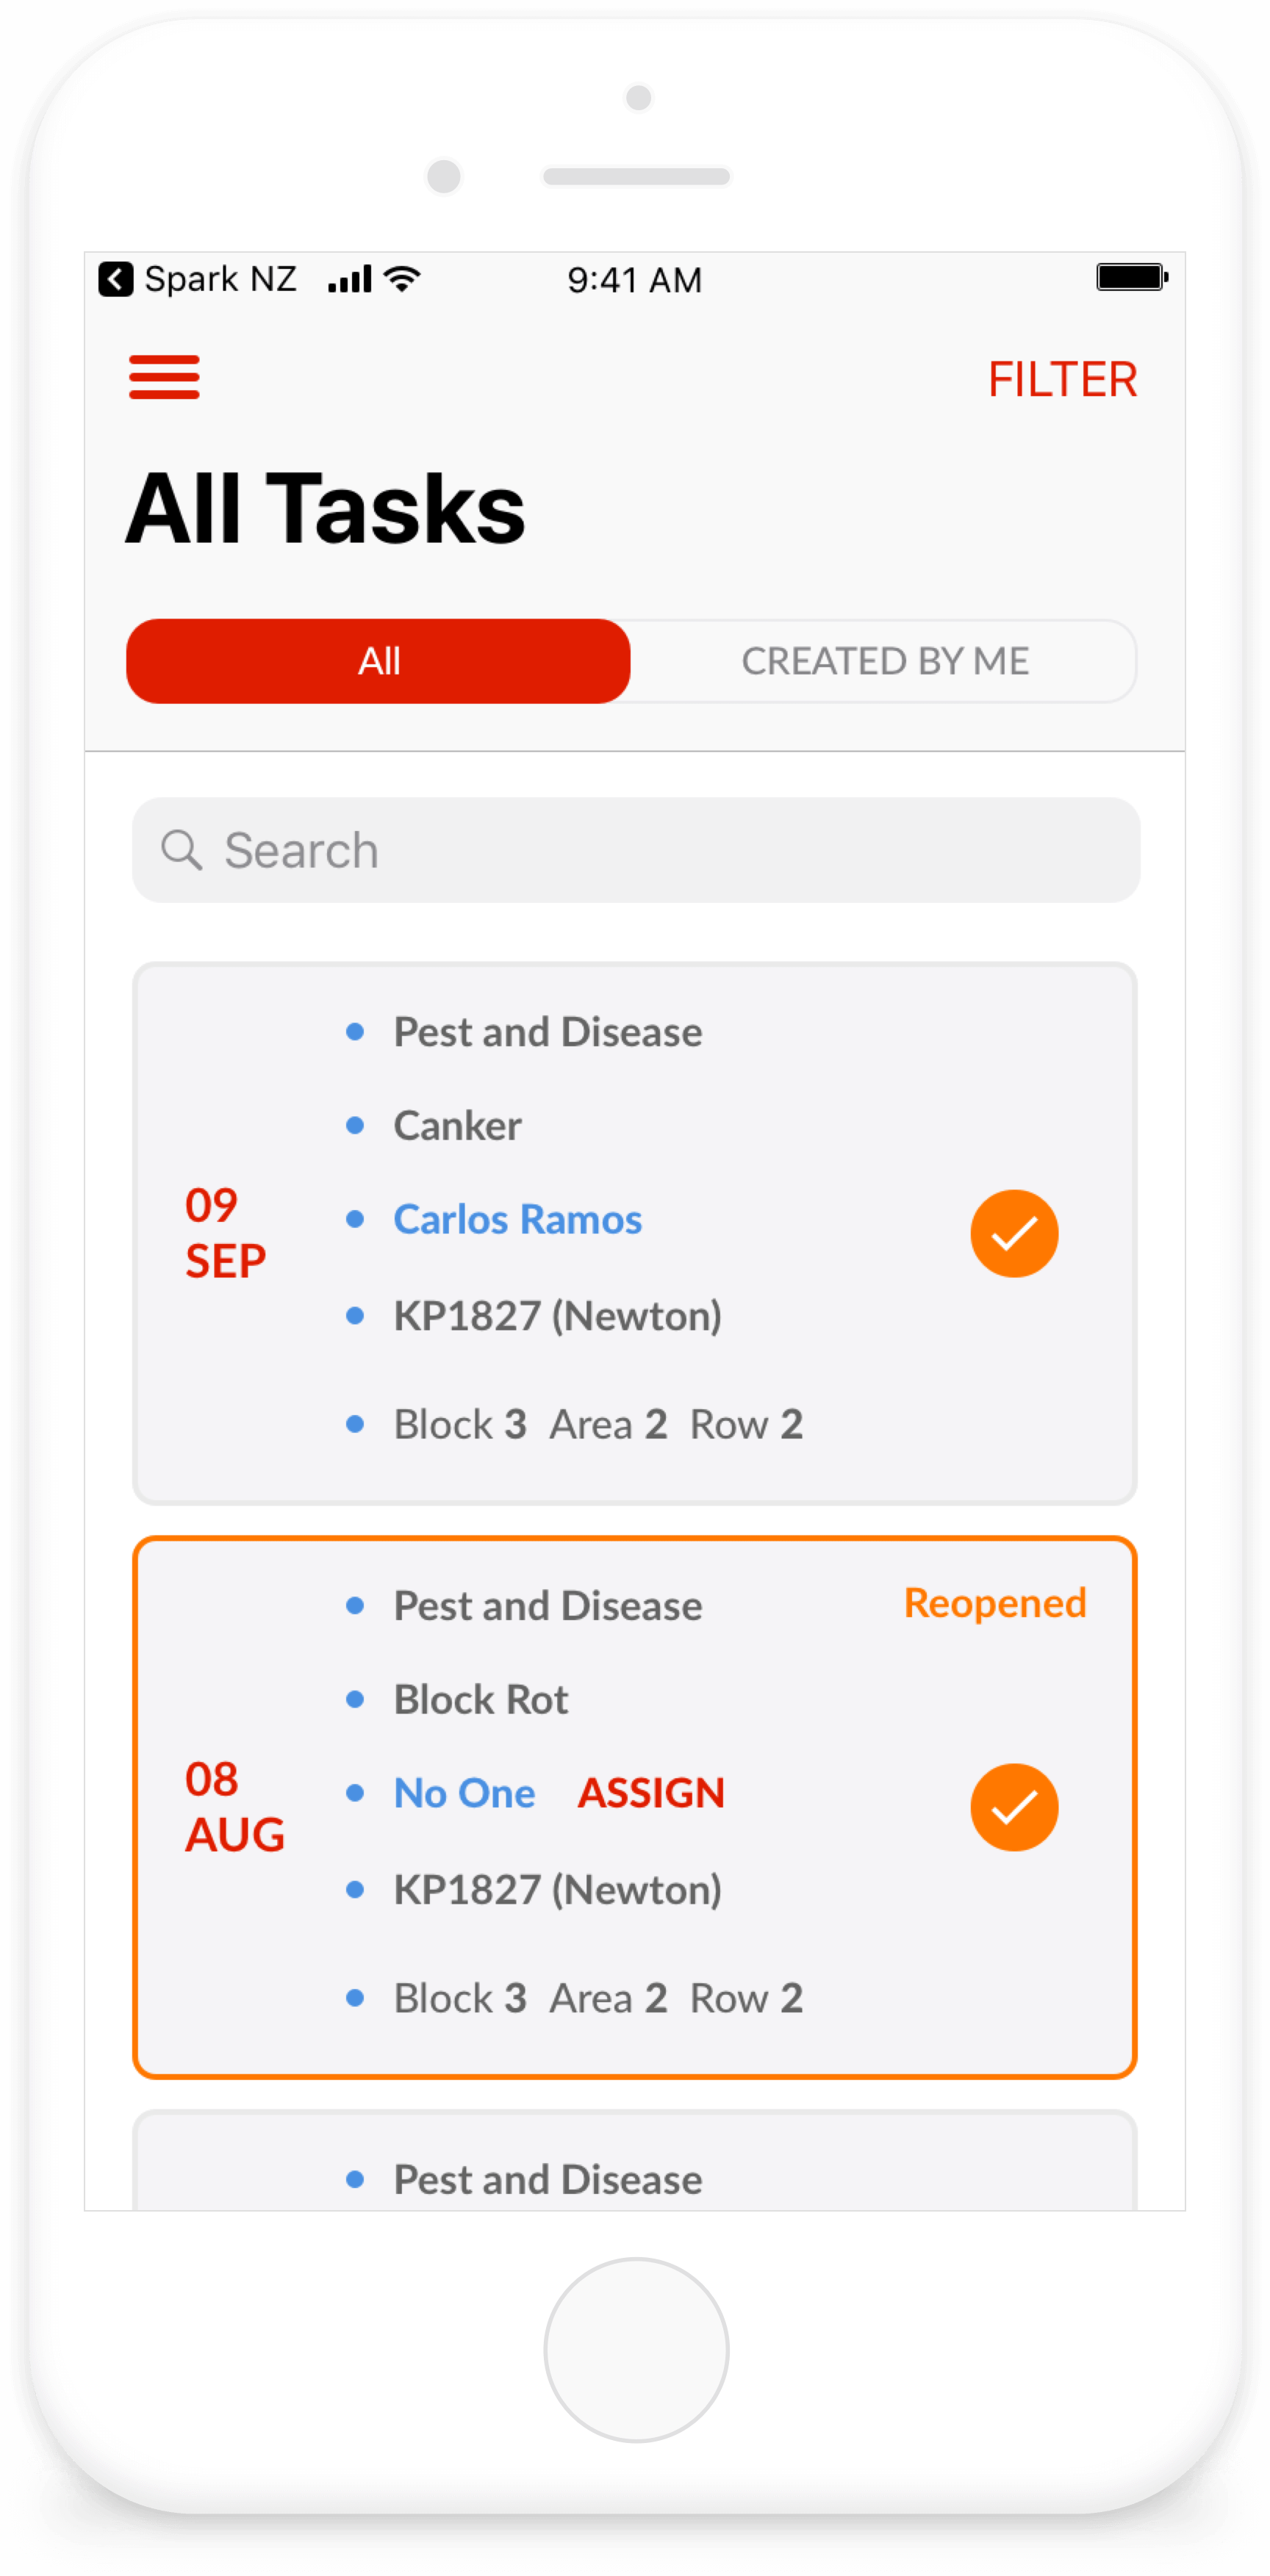 Spark NZ 9:41 AM
FILTER
All Tasks
All CREATED BY ME
Search
Pest and Disease
Canker
09
SEP
Carlos Ramos
KP1827 (Newton)
Block 3 Area 2 Row 2
Pest and Disease Reopened
Block Rot
08
AUG
No One ASSIGN
KP1827 (Newton)
Block 3 Area 2 Row 2
Pest and Disease